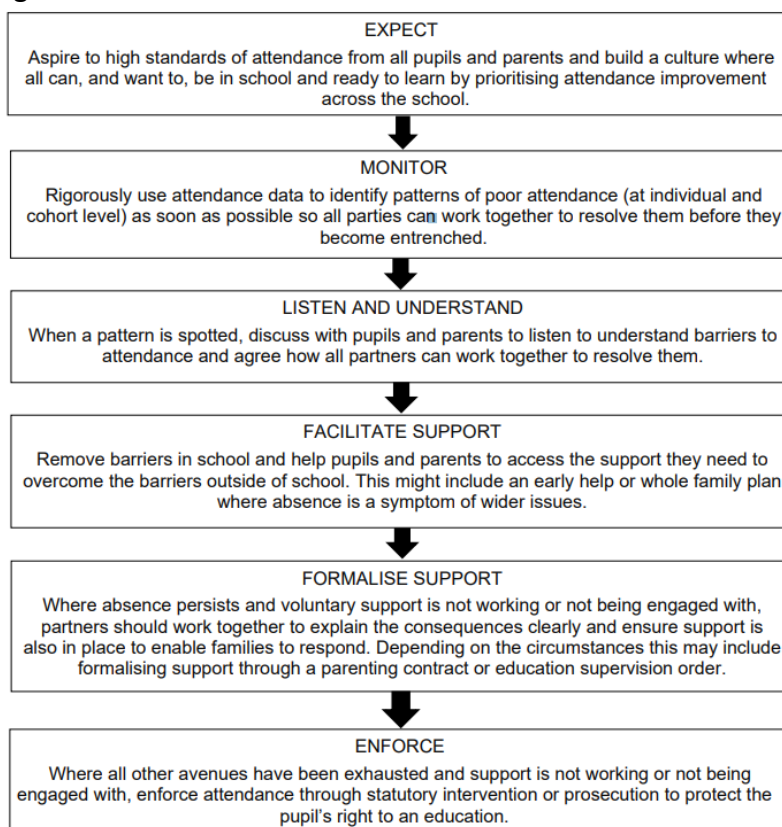 EXPECT
Aspire to high standards of attendance from all pupils and parents and build a culture where
all can, and want to, be in school and ready to learn by prioritising attendance improvement
across the school.
MONITOR
Rigorously use attendance data to identify patterns of poor attendance (at individual and
cohort level) as soon as possible so all parties can work together to resolve them before they
become entrenched.
LISTEN AND UNDERSTAND
When a pattern is spotted, discuss with pupils and parents to listen to understand barriers to
attendance and agree how all partners can work together to resolve them.
FACILITATE SUPPORT
Remove barriers in school and help pupils and parents to access the support they need to
overcome the barriers outside of school. This might include an early help or whole family plan
where absence is a symptom of wider issues.
FORMALISE SUPPORT
Where absence persists and voluntary support is not working or not being engaged with,
partners should work together to explain the consequences clearly and ensure support is
also in place to enable families to respond. Depending on the circumstances this may include
formalising support through a parenting contract or education supervision order.
ENFORCE
Where all other avenues have been exhausted and support is not working or not being
engaged with, enforce attendance through statutory intervention or prosecution to protect the
pupil's right to an education.